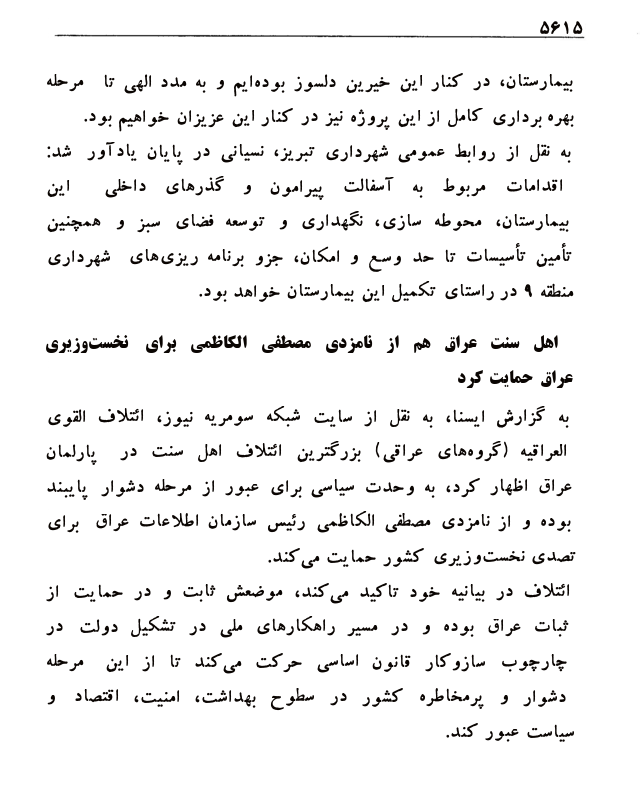 ۵۶۱۵
بیمارستان، در کنار این خیرین دلسوز بوده‌ایم و به مدد الهی تا مرحله
بهره برداری کامل از این پروژه نیز در کنار این عزیزان خواهیم بود.
به نقل از روابط عمومی شهرداری تبریز، نسیانی در پایان یادآور شد:
اقدامات مربوط به آسفالت پیرامون و گذرهای داخلی این
بیمارستان، محوطه سازی، نگهداری و توسعه فضای سبز و همچنین
تأمین تأسیسات تا حد وسع و امکان، جزو برنامه ریزی‌های شهرداری
منطقه ۹ در راستای تکمیل این بیمارستان خواهد بود.
اهل سنت عراق هم از نامزدی مصطفی الکاظمی برای نخست‌وزیری
عراق حمایت کرد
به گزارش ایسنا، به نقل از سایت شبکه سومریه نیوز، ائتلاف القوی
العراقیه (گروه‌های عراقی) بزرگترین ائتلاف اهل سنت در پارلمان
عراق اظهار کرد، به وحدت سیاسی برای عبور از مرحله دشوار پایبند
بوده و از نامزدی مصطفی الکاظمی رئیس سازمان اطلاعات عراق برای
تصدی نخست‌وزیری کشور حمایت می‌کند.
ائتلاف در بیانیه خود تاکید می‌کند، موضعش ثابت و در حمایت از
ثبات عراق بوده و در مسیر راهکارهای ملی در تشکیل دولت در
چارچوب سازوکار قانون اساسی حرکت می‌کند تا از این مرحله
دشوار و پرمخاطره کشور در سطوح بهداشت، امنیت، اقتصاد و
سیاست عبور کند.